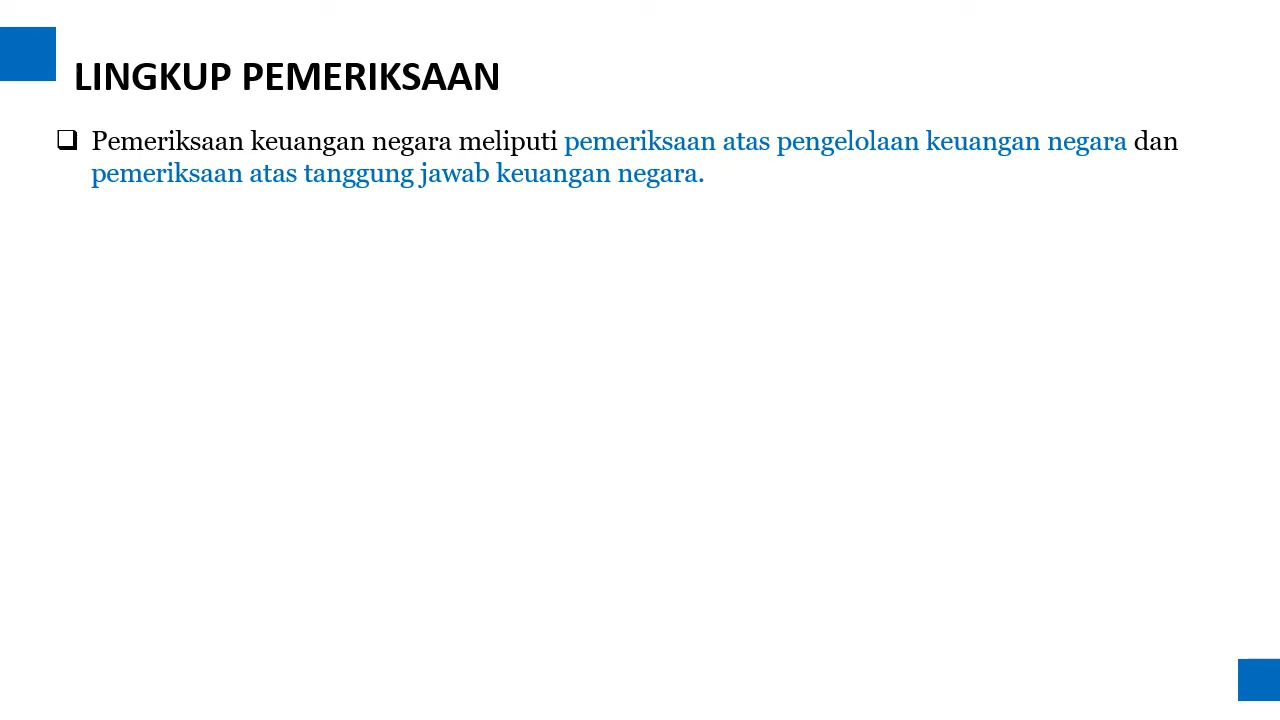 LINGKUP PEMERIKSAAN
Pemeriksaan keuangan negara meliputi pemeriksaan atas pengelolaan keuangan negara dan
pemeriksaan atas tanggung jawab keuangan negara.